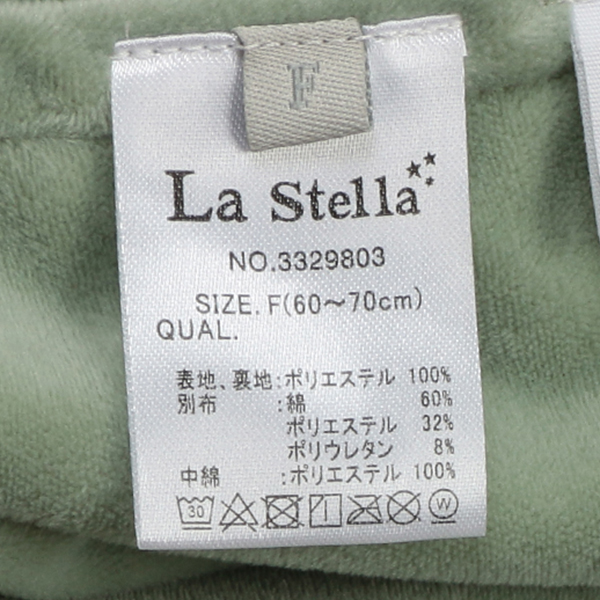 F
La Stella
NO.3329803
SIZE. F(60〜70cm)
QUAL.
表地、裏地:ポリエステル 100%
別布 :綿 60%
ポリエステル 32%
ポリウレタン 8%
中綿 :ポリエステル 100%
30 W